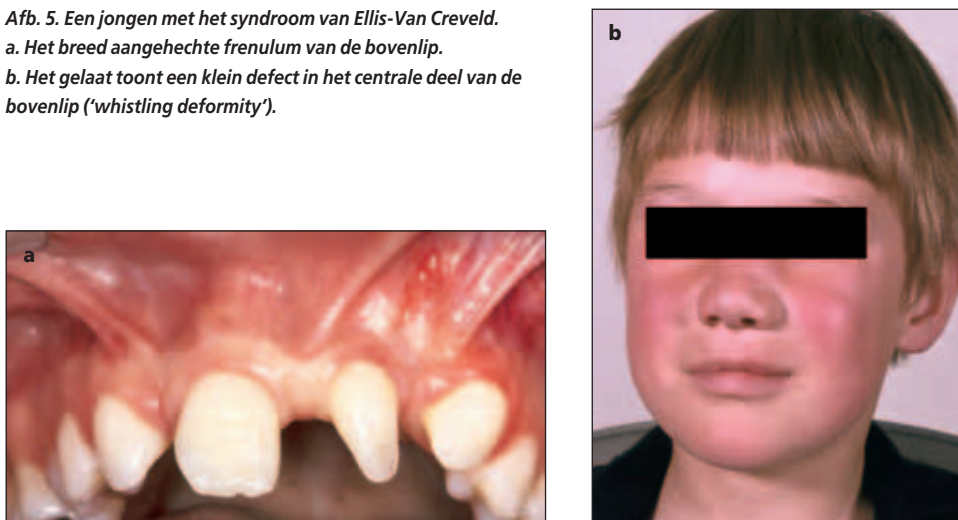 Afb. 5. Een jongen met het syndroom van Ellis-Van Creveld.
a. Het breed aangehechte frenulum van de bovenlip.
b. Het gelaat toont een klein defect in het centrale deel van de
bovenlip (‘whistling deformity’).
a
b